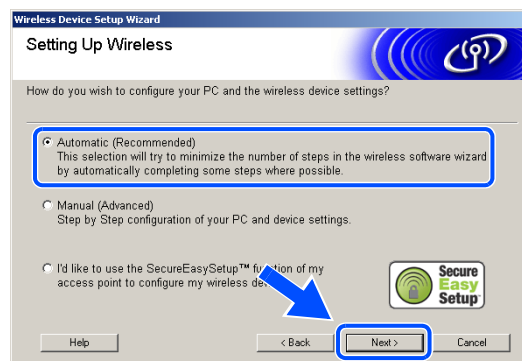 Wireless Device Setup Wizard
Setting Up Wireless
How do you wish to configure your PC and the wireless device settings?
Automatic (Recommended)
This selection will try to minimize the number of steps in the wireless software wizard
by automatically completing some steps where possible.
Manual (Advanced)
Step by Step configuration of your PC and device settings.
I'd like to use the SecureEasySetup™ of my
access point to configure my wireless
Secure
Easy
Setup
Help
< Back
Next >
Cancel